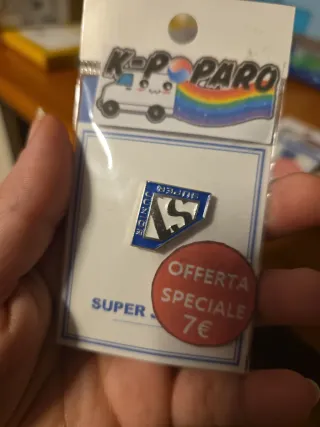 K-POPARO
SUPER
OFFERTA
SPECIALE
7€